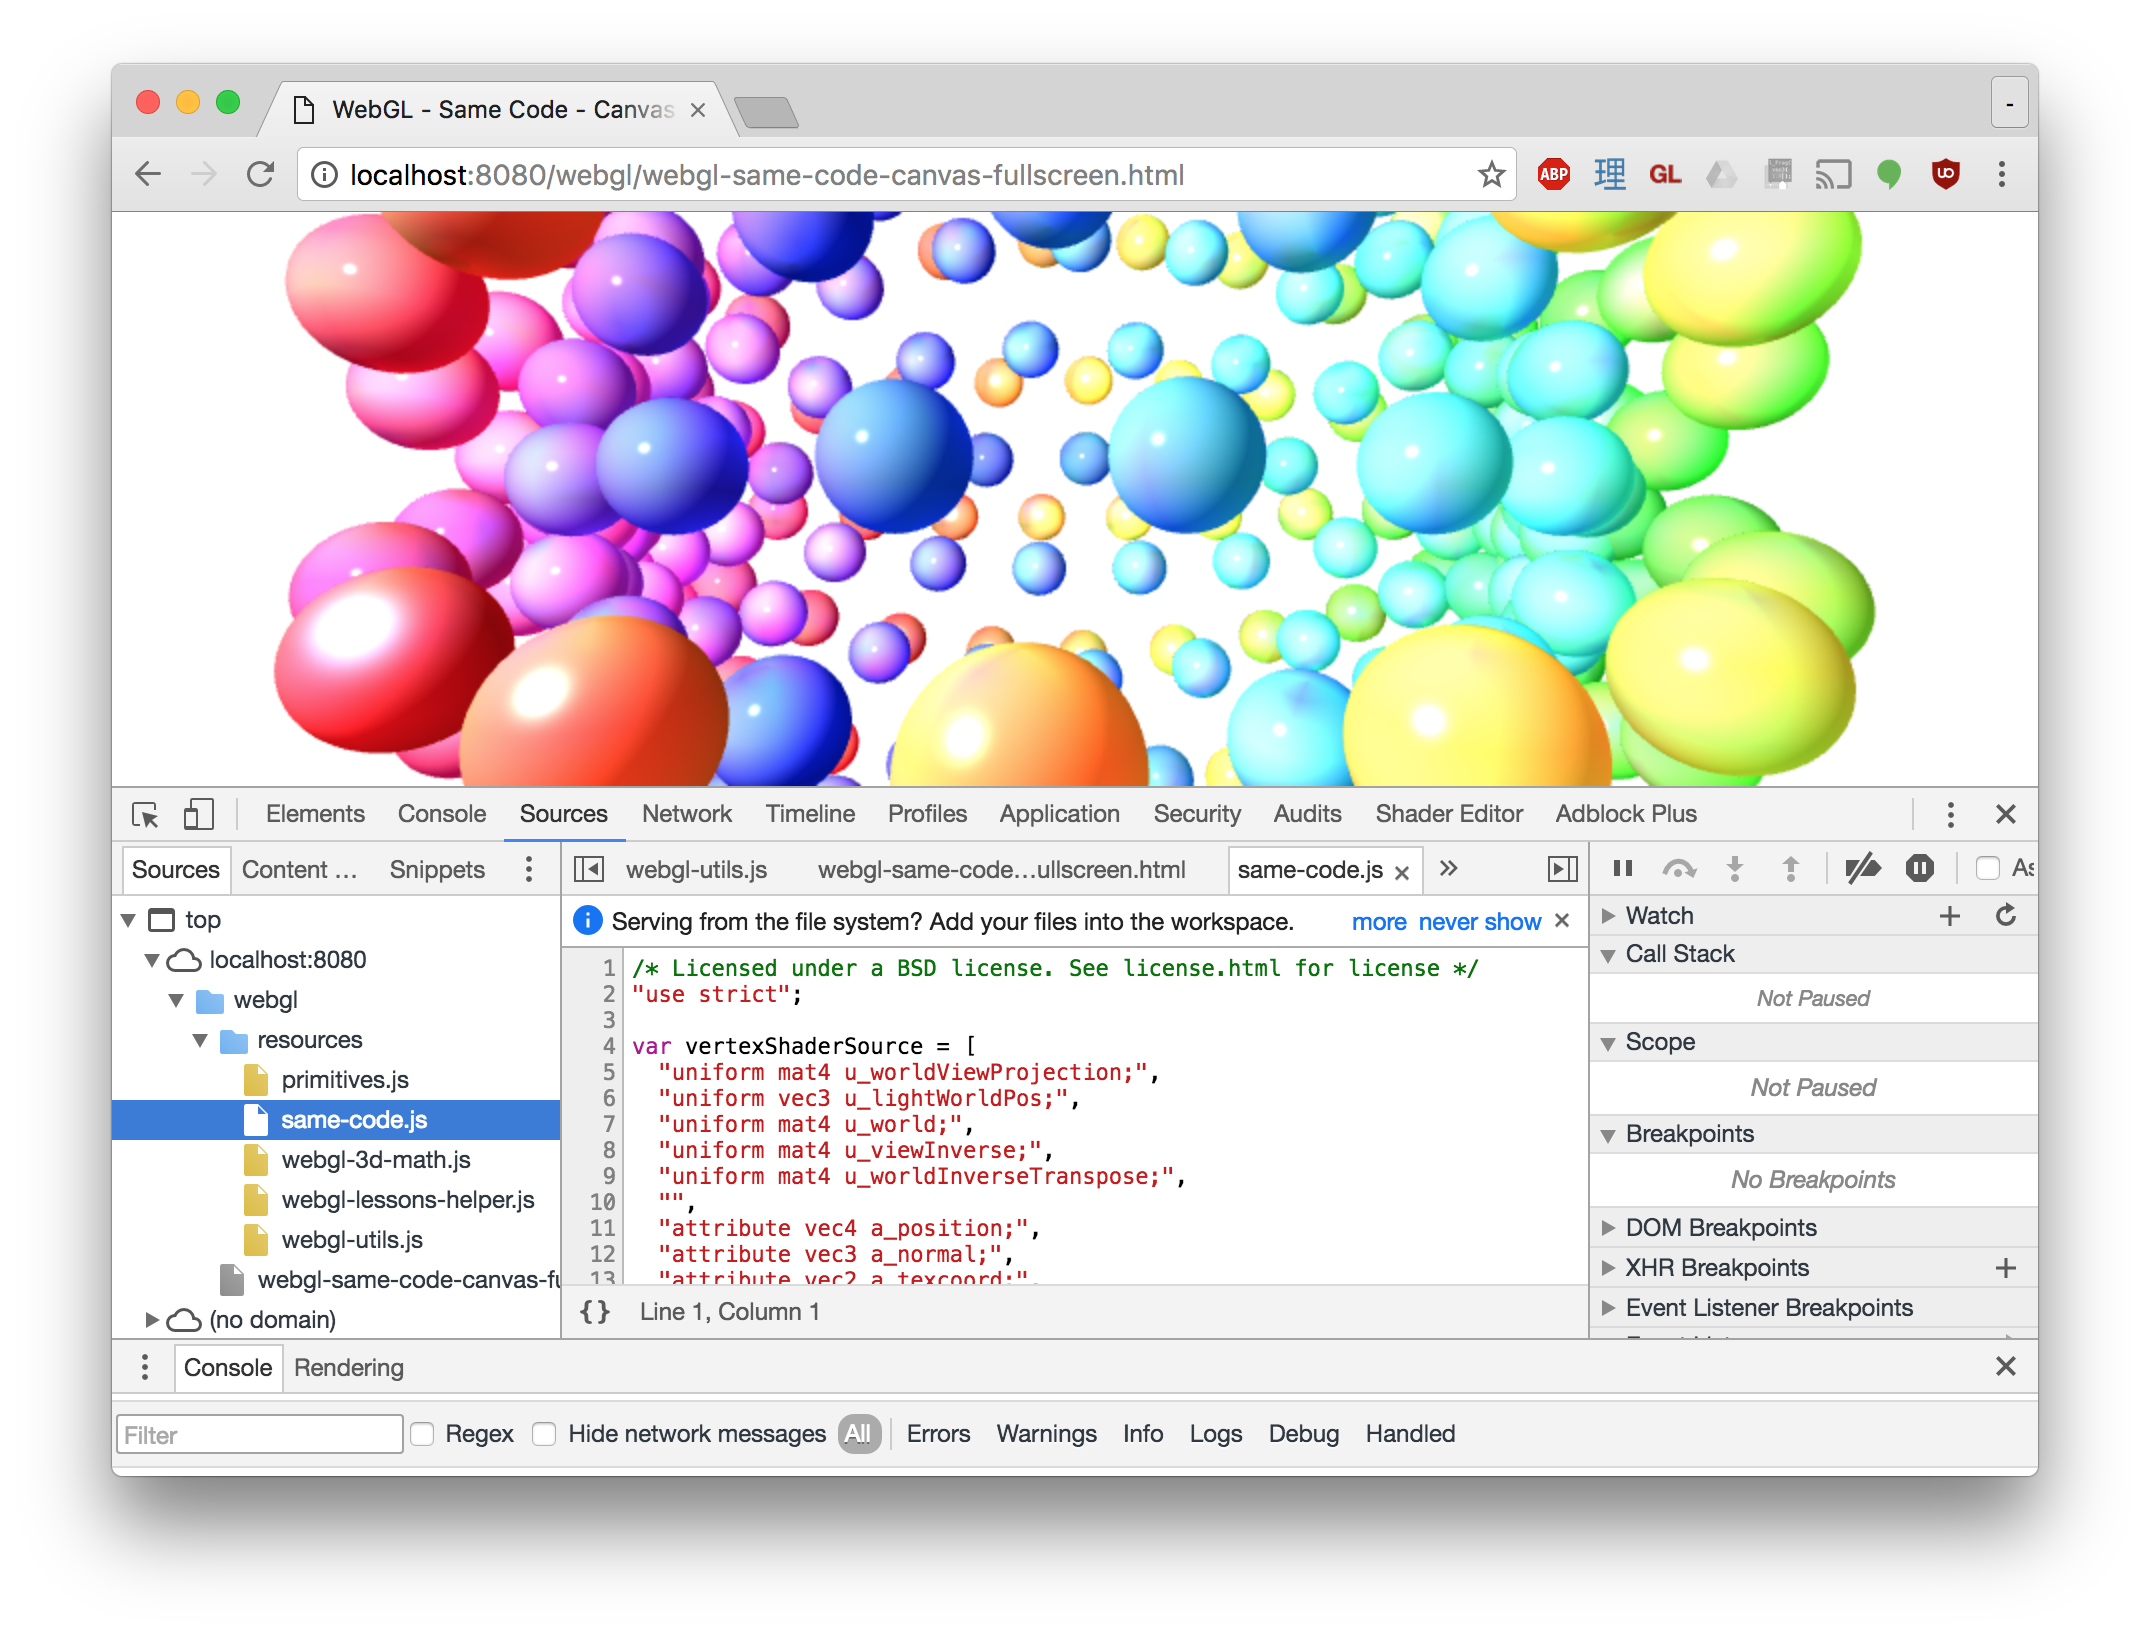 WebGL - Same Code - Canvas
-
localhost:8080/webgl/webgl-same-code-canvas-fullscreen.html
ABP 理 GL
Elements Console Sources Network Timeline Profiles Application Security Audits Shader Editor Adblock Plus
Sources Content ... Snippets
webgl-utils.js webgl-same-code...ullscreen.html same-code.js »
As
top
localhost:8080
webgl
resources
primitives.js
same-code.js
webgl-3d-math.js
webgl-lessons-helper.js
webgl-utils.js
webgl-same-code-canvas-fu
(no domain)
Serving from the file system? Add your files into the workspace. more never show
1 /* Licensed under a BSD license. See license.html for license */
2 "use strict";
3
4 var vertexShaderSource = [
5 "uniform mat4 u_worldViewProjection;",
6 "uniform vec3 u_lightWorldPos;",
7 "uniform mat4 u_world;",
8 "uniform mat4 u_viewInverse;",
9 "uniform mat4 u_worldInverseTranspose;",
10 "",
11 "attribute vec4 a_position;",
12 "attribute vec3 a_normal;",
13 "attribute vec2 a_texcoord;",
{} Line 1, Column 1
Watch
Call Stack
Not Paused
Scope
Not Paused
Breakpoints
No Breakpoints
DOM Breakpoints
XHR Breakpoints
Event Listener Breakpoints
Console Rendering
Filter Regex Hide network messages All Errors Warnings Info Logs Debug Handled